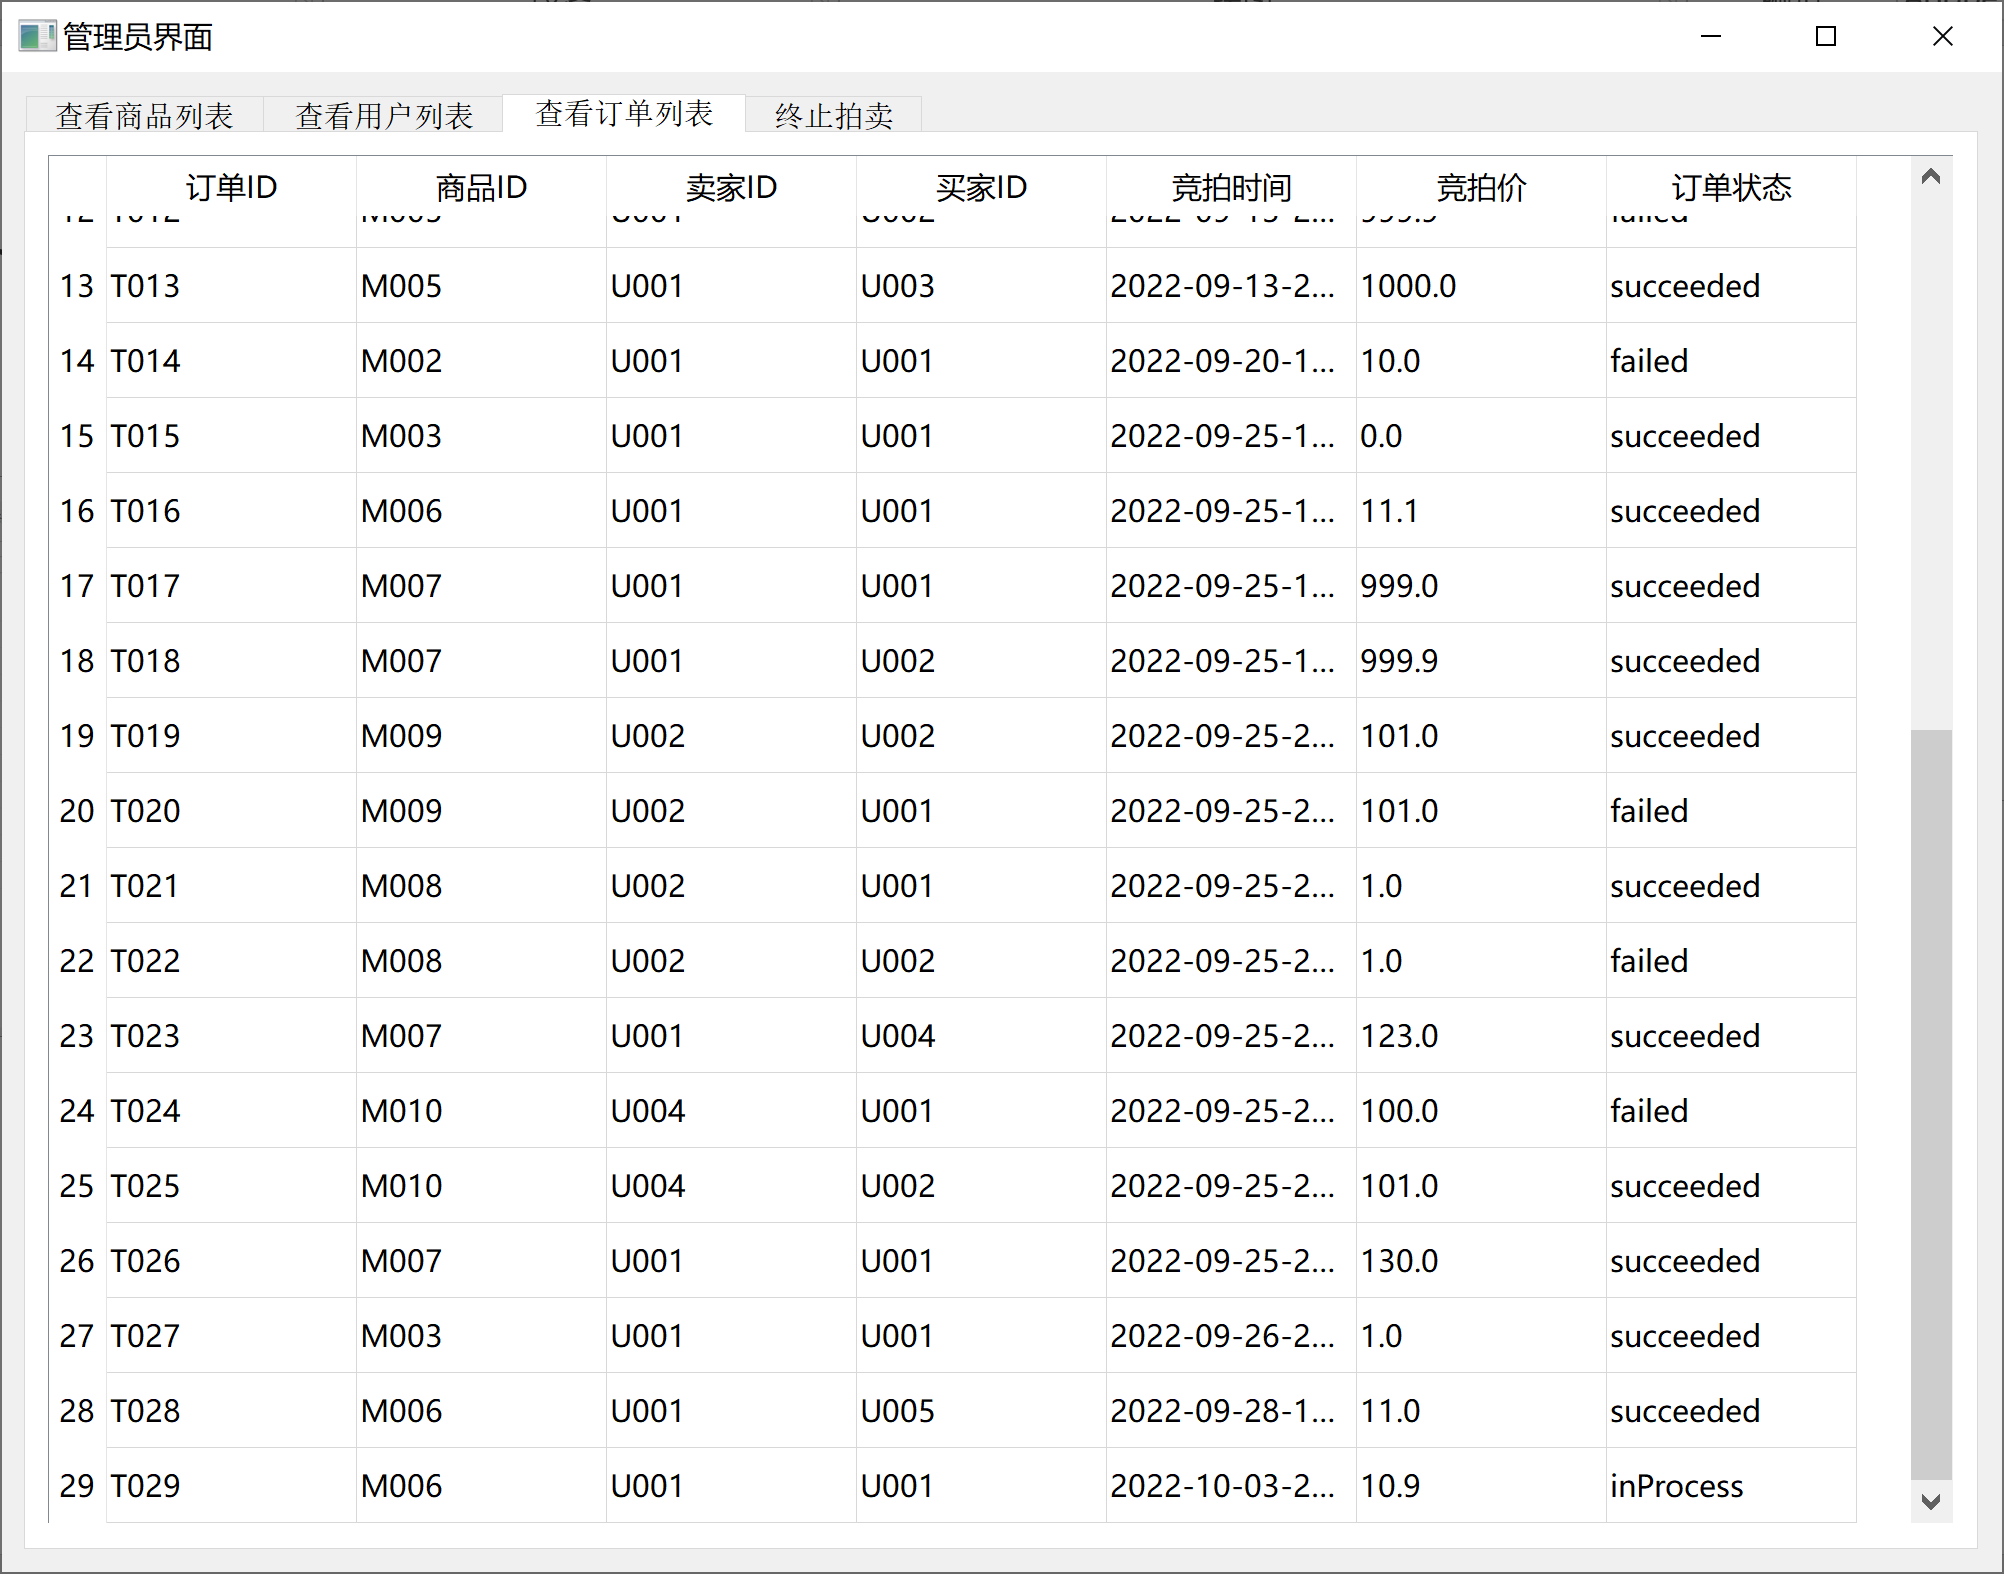 管理员界面
查看商品列表 查看用户列表 查看订单列表 终止拍卖
订单ID 商品ID 卖家ID 买家ID 竞拍时间 竞拍价 订单状态
13 T013 M005 U001 U003 2022-09-13-2... 1000.0 succeeded
14 T014 M002 U001 U001 2022-09-20-1... 10.0 failed
15 T015 M003 U001 U001 2022-09-25-1... 0.0 succeeded
16 T016 M006 U001 U001 2022-09-25-1... 11.1 succeeded
17 T017 M007 U001 U001 2022-09-25-1... 999.0 succeeded
18 T018 M007 U001 U002 2022-09-25-1... 999.9 succeeded
19 T019 M009 U002 U002 2022-09-25-2... 101.0 succeeded
20 T020 M009 U002 U001 2022-09-25-2... 101.0 failed
21 T021 M008 U002 U001 2022-09-25-2... 1.0 succeeded
22 T022 M008 U002 U002 2022-09-25-2... 1.0 failed
23 T023 M007 U001 U004 2022-09-25-2... 123.0 succeeded
24 T024 M010 U004 U001 2022-09-25-2... 100.0 failed
25 T025 M010 U004 U002 2022-09-25-2... 101.0 succeeded
26 T026 M007 U001 U001 2022-09-25-2... 130.0 succeeded
27 T027 M003 U001 U001 2022-09-26-2... 1.0 succeeded
28 T028 M006 U001 U005 2022-09-28-1... 11.0 succeeded
29 T029 M006 U001 U001 2022-10-03-2... 10.9 inProcess